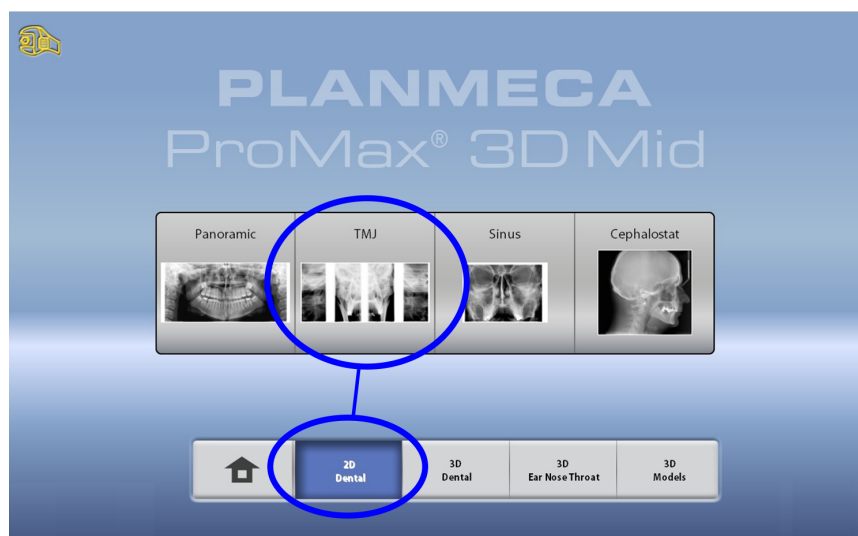 PLANMECA
ProMax® 3D Mid
Panoramic
TMJ
Sinus
Cephalostat
2D
Dental
3D
Dental
3D
Ear Nose Throat
3D
Models